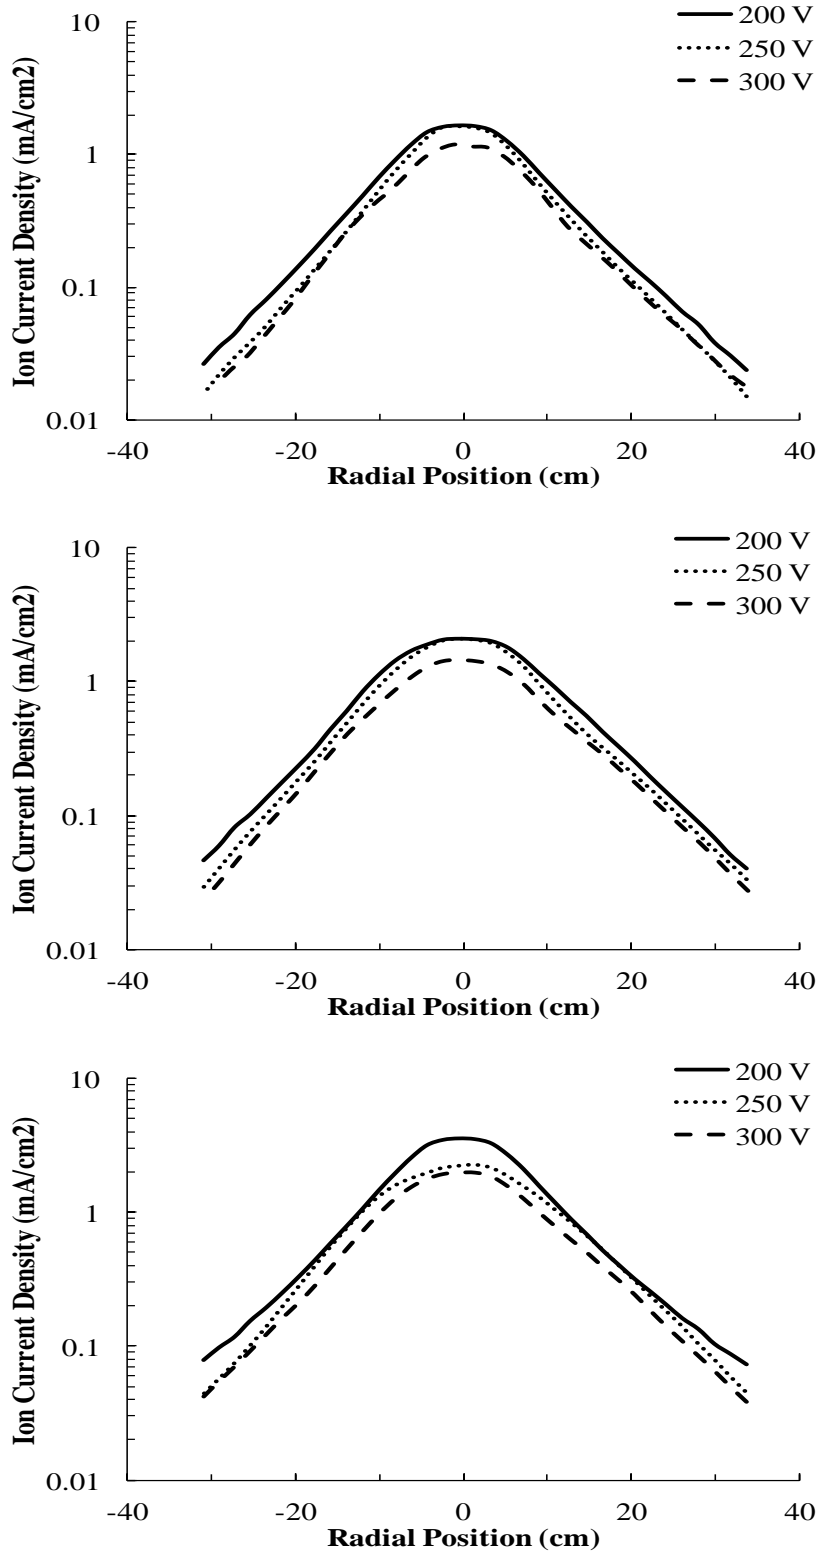 200 V
250 V
300 V
Ion Current Density (mA/cm2)
10
1
0.1
0.01
-40 -20 0 20 40
Radial Position (cm)
200 V
250 V
300 V
Ion Current Density (mA/cm2)
10
1
0.1
0.01
-40 -20 0 20 40
Radial Position (cm)
200 V
250 V
300 V
Ion Current Density (mA/cm2)
10
1
0.1
0.01
-40 -20 0 20 40
Radial Position (cm)